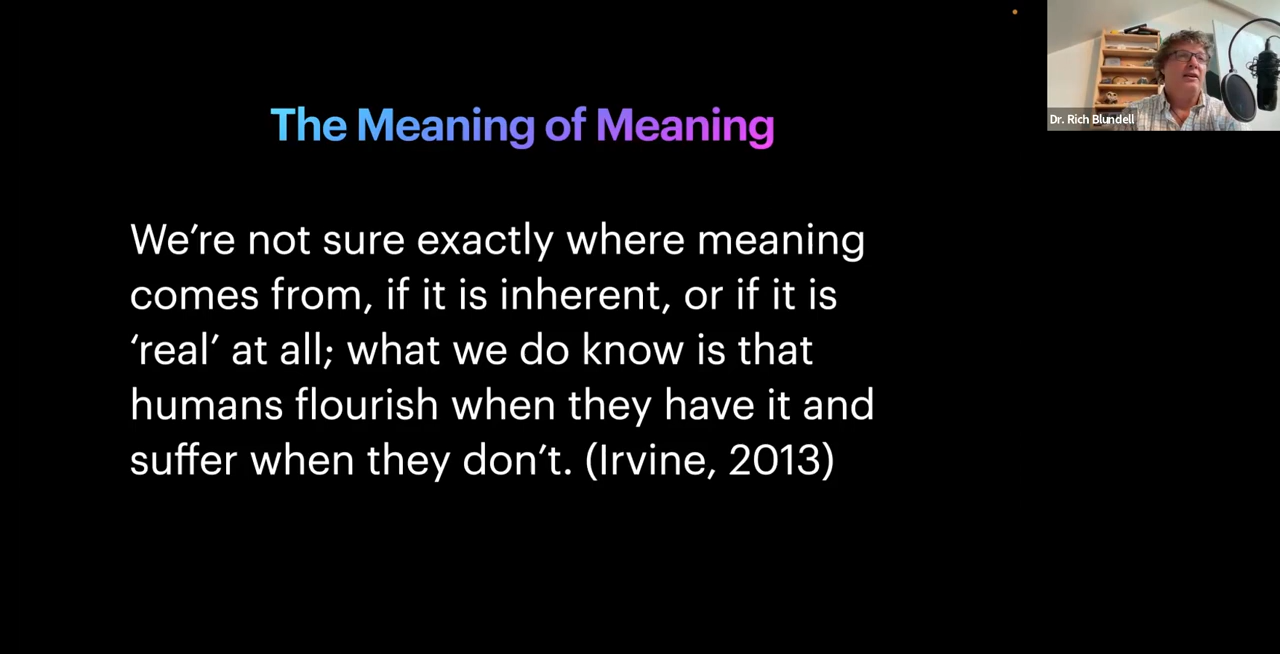 The Meaning of Meaning
Dr. Rich Blundell
We’re not sure exactly where meaning
comes from, if it is inherent, or if it is
‘real’ at all; what we do know is that
humans flourish when they have it and
suffer when they don’t. (Irvine, 2013)